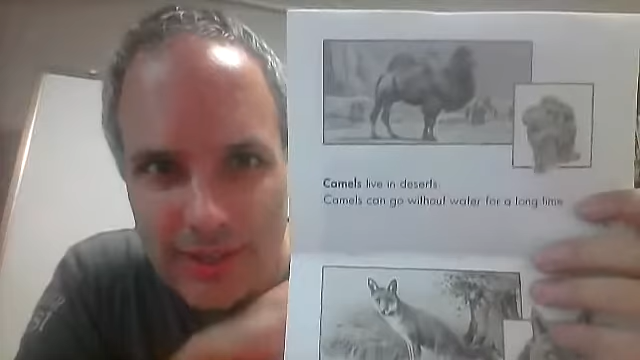 Camels live in deserts.
Camels can go without water for a long time